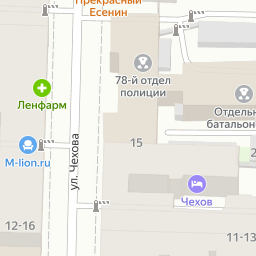 Прекрасный
Есенин
78-й отдел
полиции
Ленфарм
Отдельн
батальон
ул. Чехова
15
M-lion.ru
2
Чехов
12-16
11-13